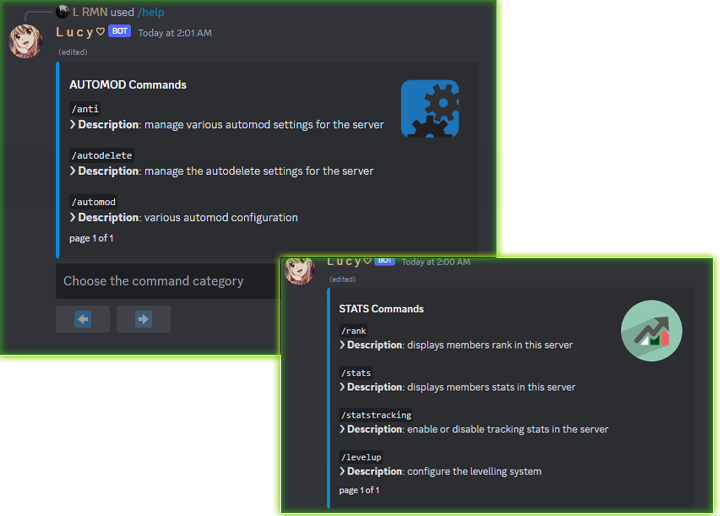 L RMN used /help
L u c y ♡ BOT Today at 2:01 AM
(edited)
AUTOMOD Commands
/anti
❯ Description: manage various automod settings for the server
/autodelete
❯ Description: manage the autodelete settings for the server
/automod
❯ Description: various automod configuration
page 1 of 1
Choose the command category
L u c y ♡ BOT Today at 2:00 AM
(edited)
STATS Commands
/rank
❯ Description: displays members rank in this server
/stats
❯ Description: displays members stats in this server
/statstracking
❯ Description: enable or disable tracking stats in the server
/levelup
❯ Description: configure the levelling system
page 1 of 1